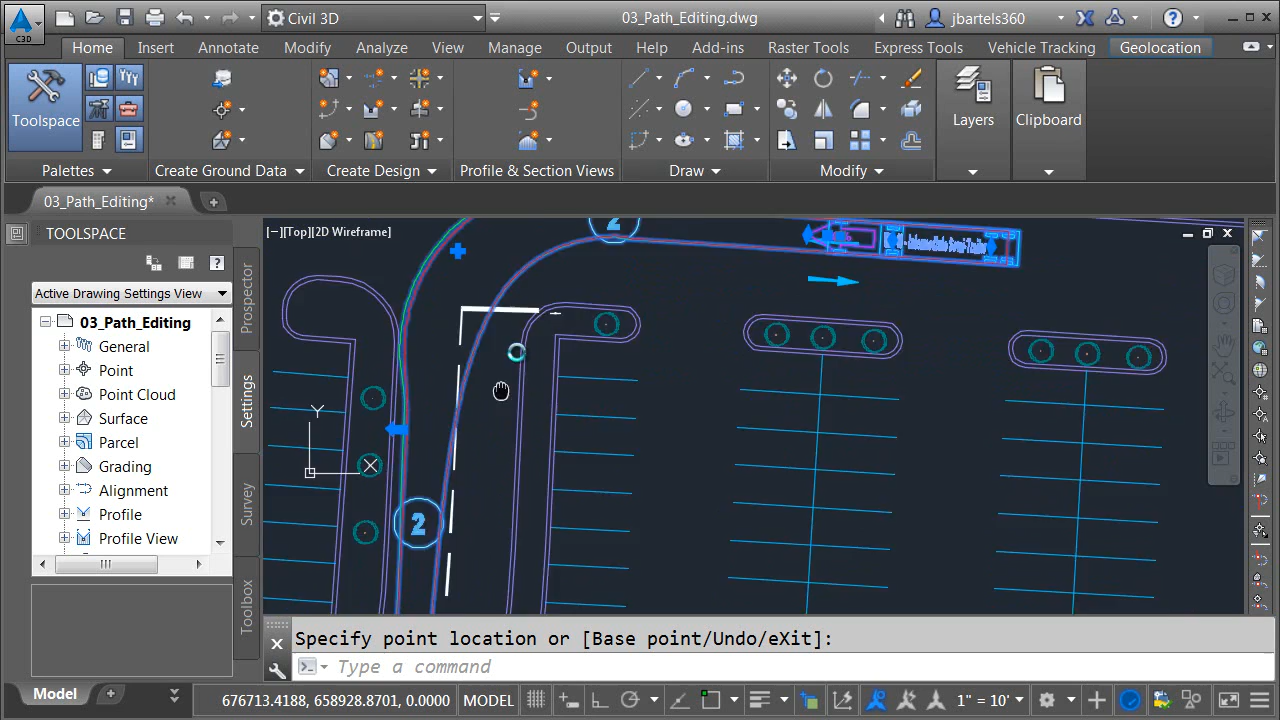 C3D
Civil 3D
03_Path_Editing.dwg
jbartels360
Home Insert Annotate Modify Analyze View Manage Output Help Add-ins Raster Tools Express Tools Vehicle Tracking Geolocation
Toolspace
Layers
Clipboard
Palettes Create Ground Data Create Design Profile & Section Views Draw Modify
03_Path_Editing*
TOOLSPACE
Active Drawing Settings View
03_Path_Editing
General
Point
Point Cloud
Surface
Parcel
Grading
Alignment
Profile
Profile View
Prospector
Settings
Survey
Toolbox
[−][Top][2D Wireframe]
2
2
Y
X
Specify point location or [Base point/Undo/eXit]:
Type a command
Model
676713.4188, 658928.8701, 0.0000 MODEL
1" = 10'